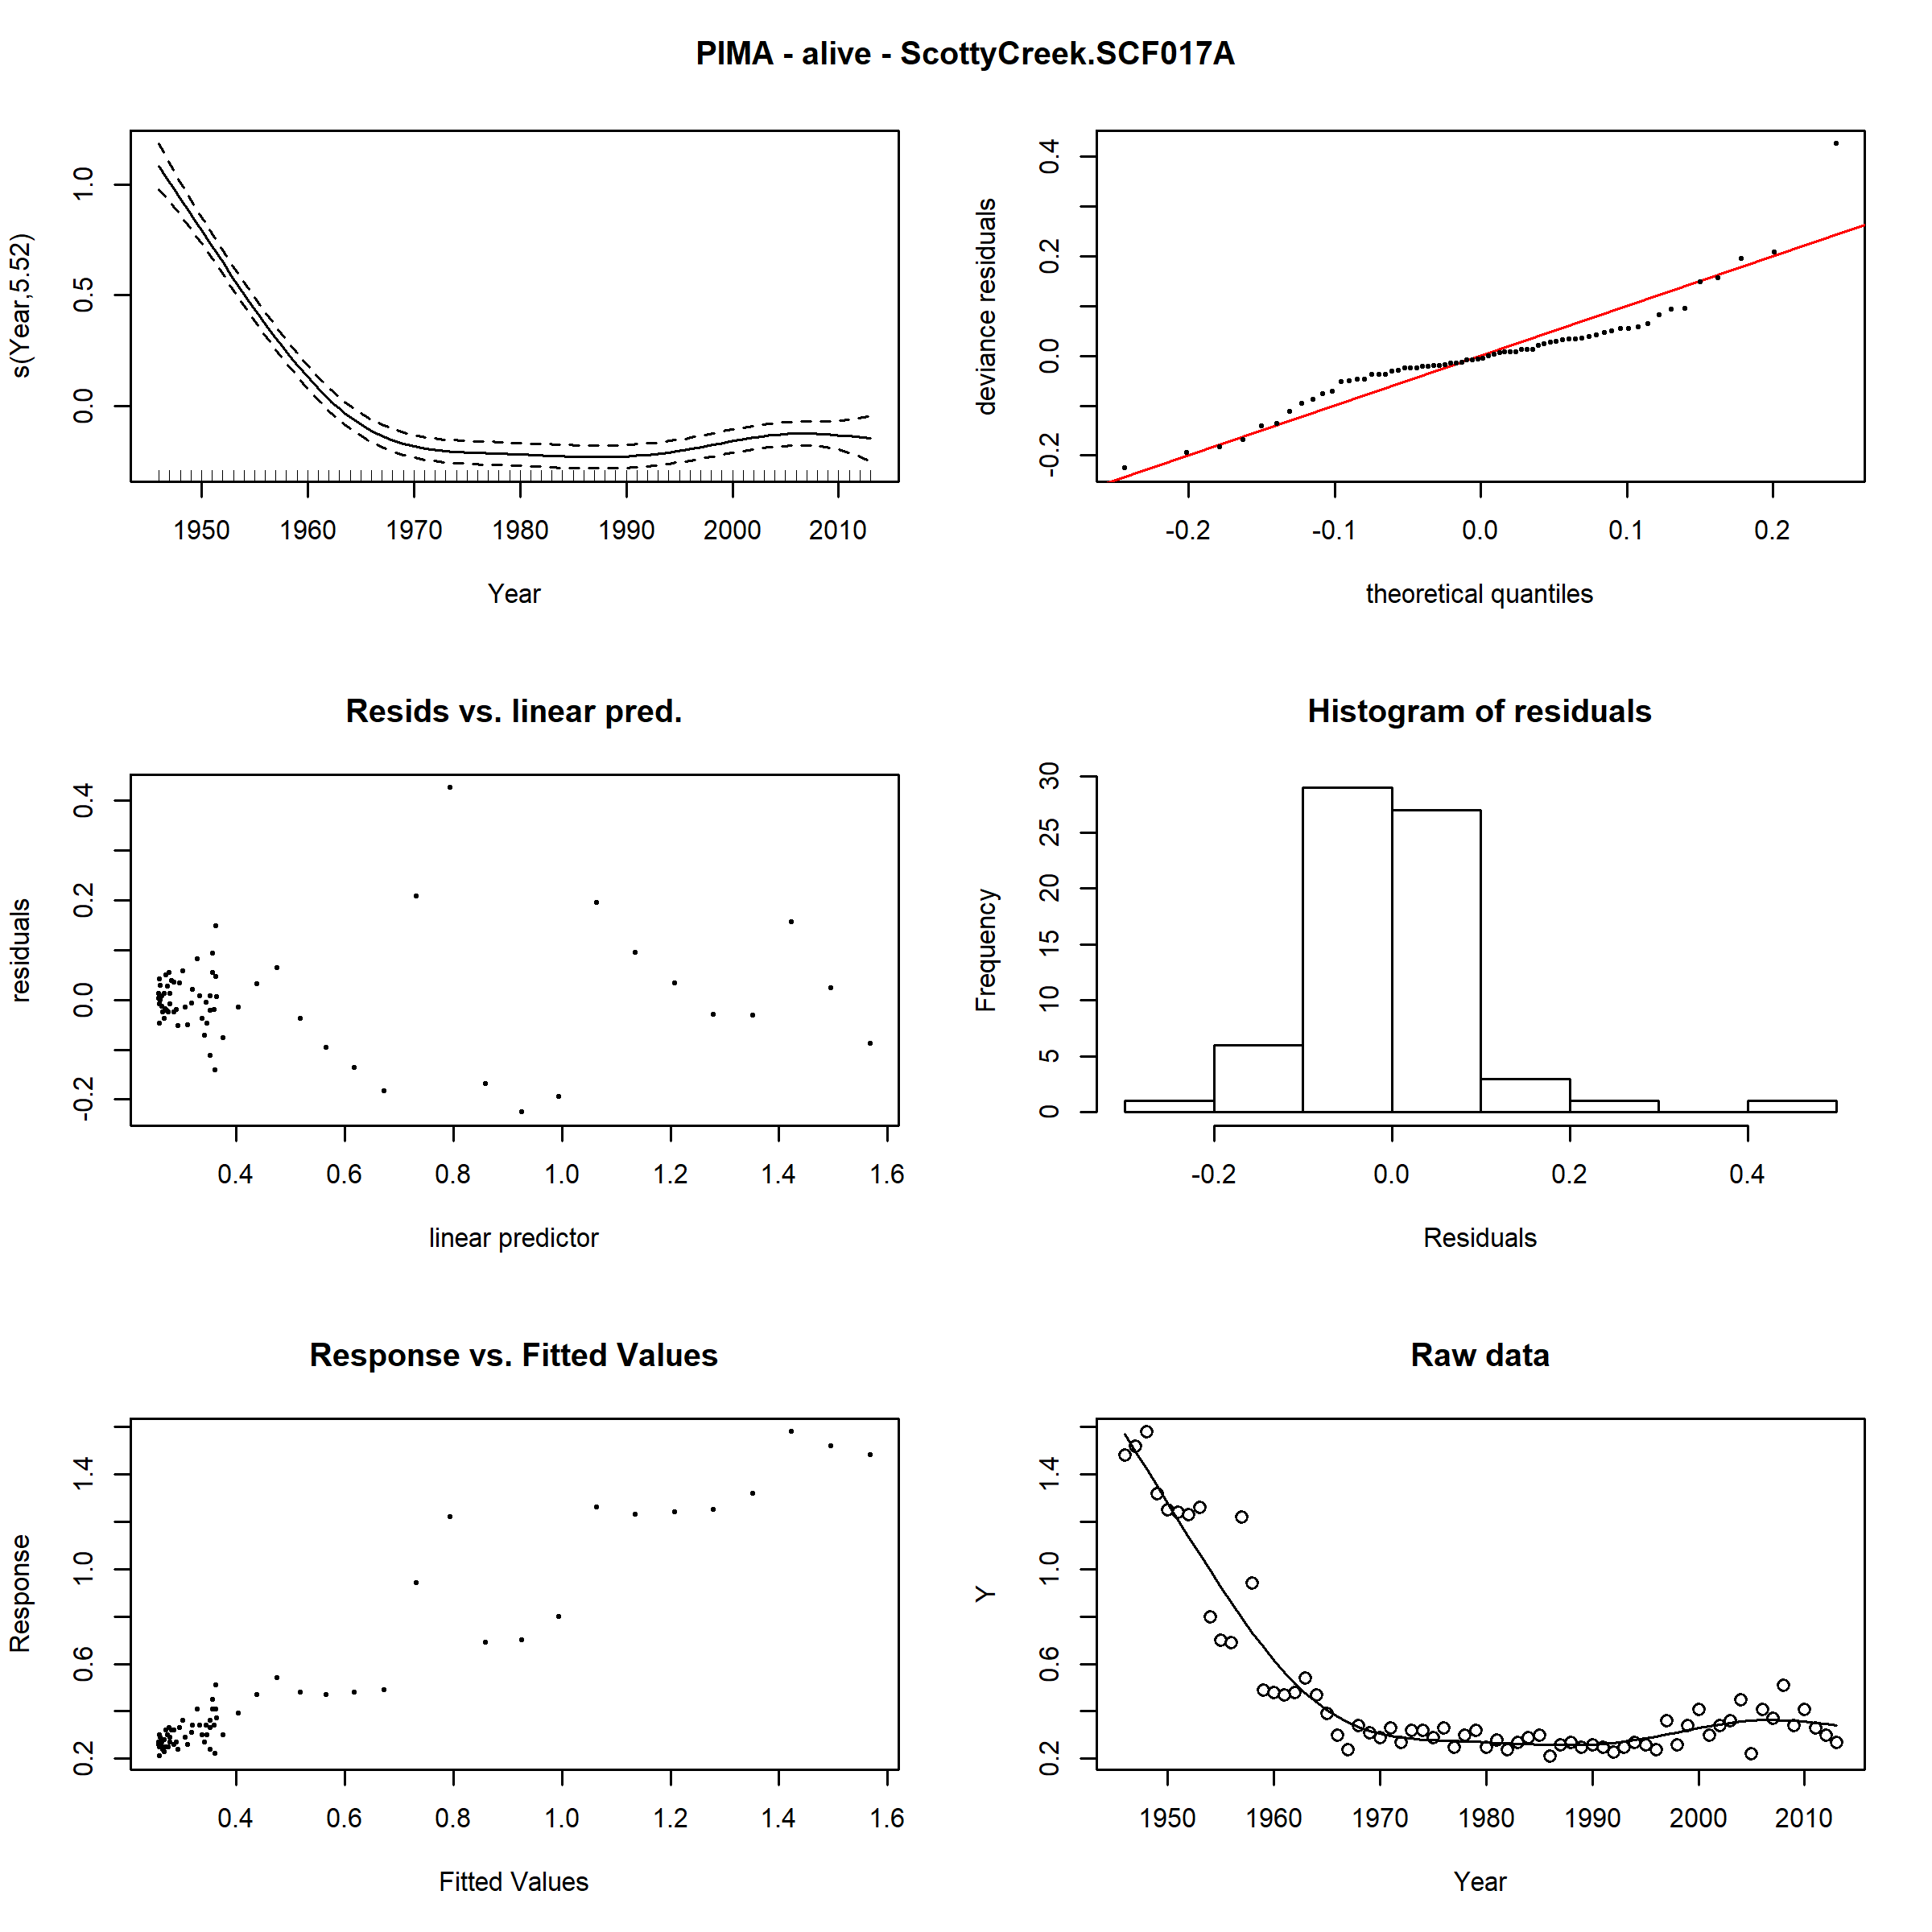 PIMA - alive - ScottyCreek.SCF017A
s(Year,5.52)
1.0
0.5
0.0
1950 1960 1970 1980 1990 2000 2010
Year
deviance residuals
0.4
0.2
0.0
-0.2
-0.2 -0.1 0.0 0.1 0.2
theoretical quantiles
Resids vs. linear pred.
residuals
0.4
0.2
0.0
-0.2
0.4 0.6 0.8 1.0 1.2 1.4 1.6
linear predictor
Histogram of residuals
Frequency
30
25
20
15
10
5
0
-0.2 0.0 0.2 0.4
Residuals
Response vs. Fitted Values
Response
1.4
1.0
0.6
0.2
0.4 0.6 0.8 1.0 1.2 1.4 1.6
Fitted Values
Raw data
Y
1.4
1.0
0.6
0.2
1950 1960 1970 1980 1990 2000 2010
Year